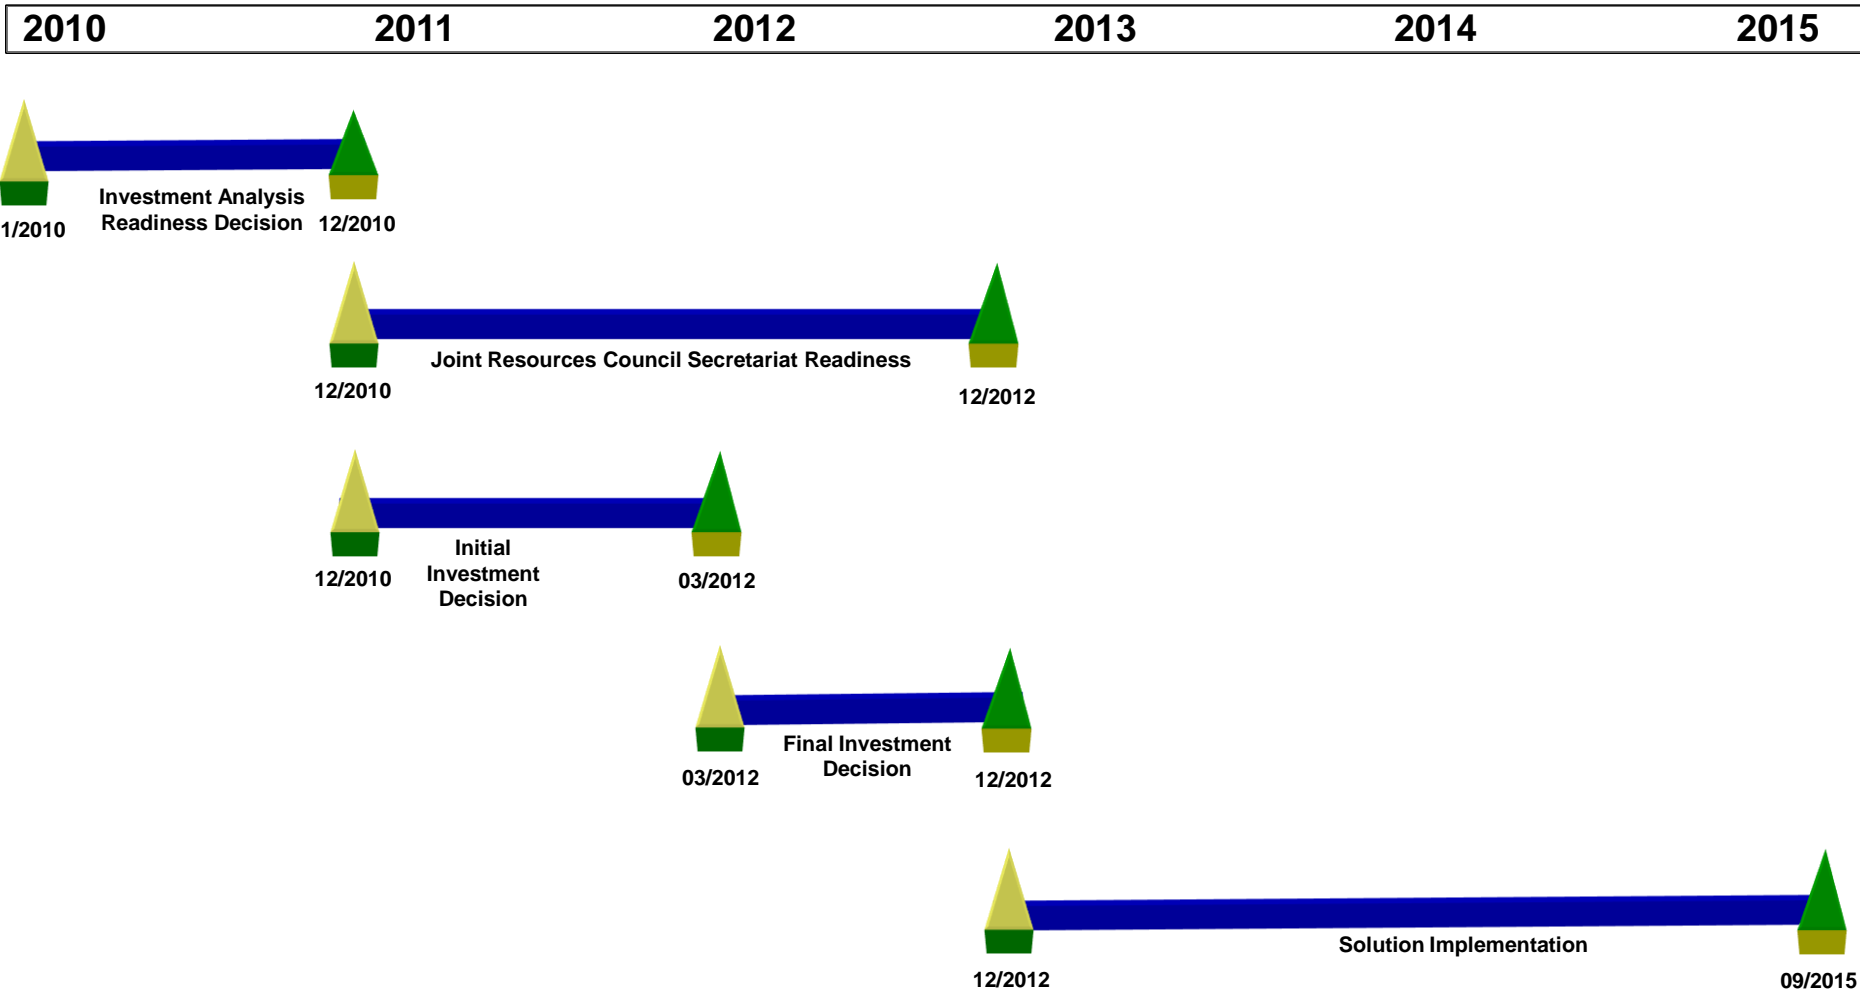 2010 2011 2012 2013 2014 2015
Investment Analysis
Readiness Decision
1/2010
12/2010
Joint Resources Council Secretariat Readiness
12/2010
12/2012
Initial
Investment
Decision
12/2010
03/2012
Final Investment
Decision
03/2012
12/2012
Solution Implementation
12/2012
09/2015